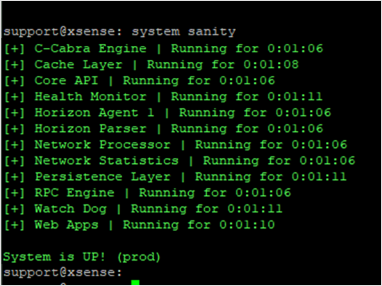 support@xsense: system sanity
[+] C-Cabra Engine | Running for 0:01:06
[+] Cache Layer | Running for 0:01:08
[+] Core API | Running for 0:01:06
[+] Health Monitor | Running for 0:01:11
[+] Horizon Agent 1 | Running for 0:01:06
[+] Horizon Parser | Running for 0:01:06
[+] Network Processor | Running for 0:01:06
[+] Network Statistics | Running for 0:01:06
[+] Persistence Layer | Running for 0:01:11
[+] RPC Engine | Running for 0:01:06
[+] Watch Dog | Running for 0:01:11
[+] Web Apps | Running for 0:01:10
System is UP! (prod)
support@xsense: